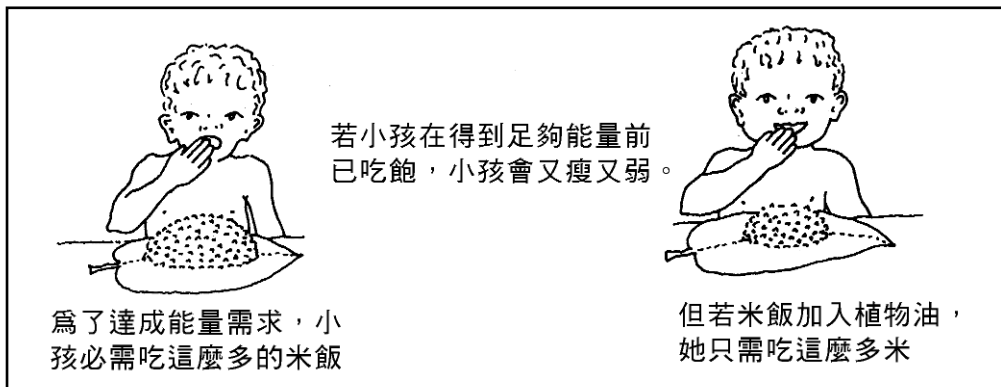 若小孩在得到足夠能量前
已吃飽，小孩會又瘦又弱。
爲了達成能量需求，小
孩必需吃這麼多的米飯
但若米飯加入植物油，
她只需吃這麼多米